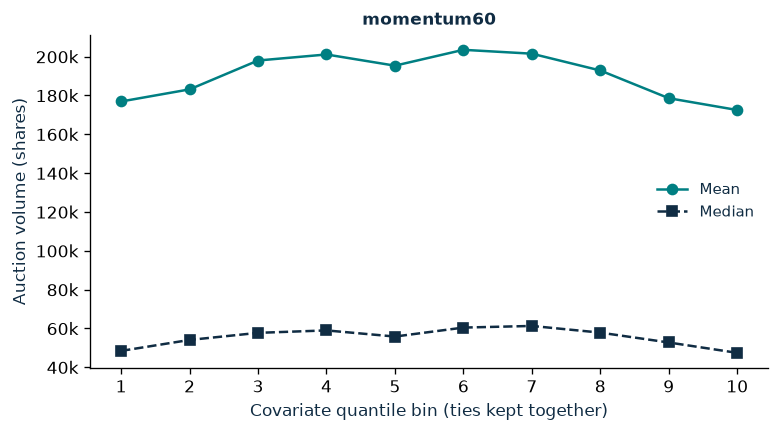 momentum60
Auction volume (shares)
200k
180k
160k
140k
120k
100k
80k
60k
40k
Mean
Median
1 2 3 4 5 6 7 8 9 10
Covariate quantile bin (ties kept together)